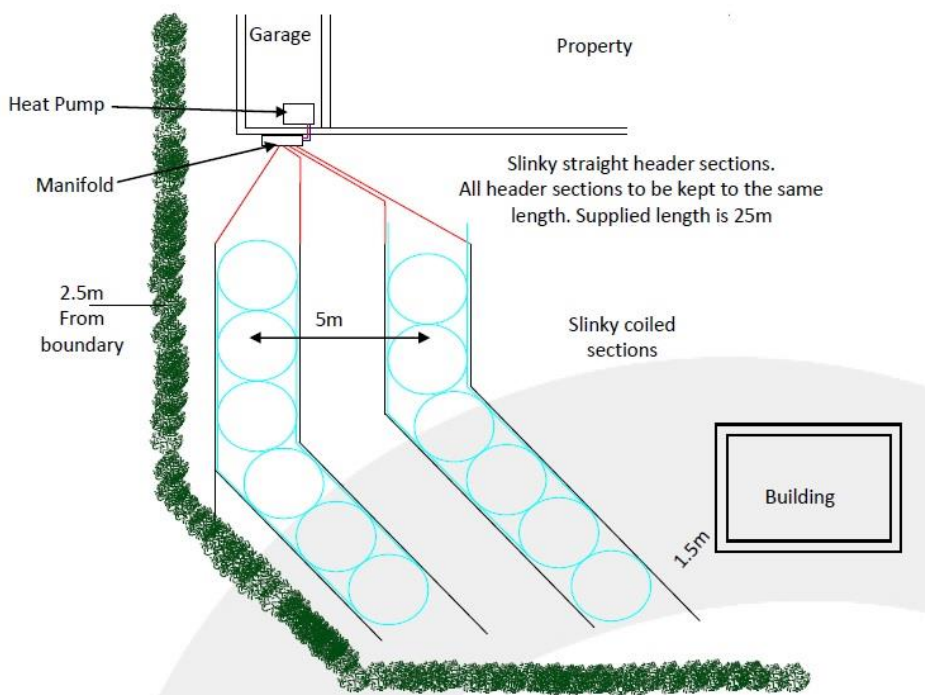 Garage
Property
Heat Pump
Manifold
Slinky straight header sections.
All header sections to be kept to the same
length. Supplied length is 25m
2.5m
From
boundary
5m
Slinky coiled
sections
Building
1.5m